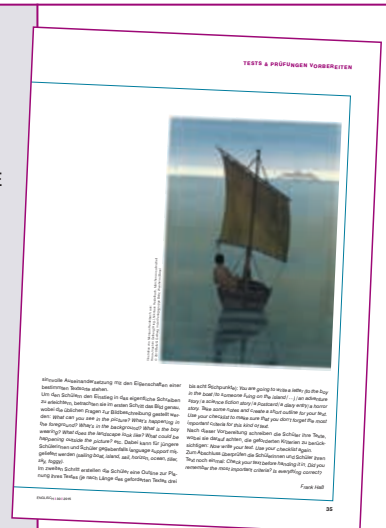 TESTS & PRÜFUNGEN VORBEREITEN
sinnvolle Auseinandersetzung mit den Eigenschaften einer
bestimmten Textsorte stehen.
Um den Schülern den Einstieg in das eigentliche Schreiben
zu erleichtern, betrachten sie im ersten Schritt das Bild genau,
wobei die üblichen Fragen zur Bildbeschreibung gestellt wer-
den: What can you see in the picture? What's happening in
the foreground? What's in the background? What is the boy
wearing? What does the landscape look like? What could be
happening outside the picture? etc. Dabei kann für jüngere
Schülerinnen und Schüler gegebenenfalls language support mit-
geliefert werden (sailing boat, island, sail, horizon, ocean,
sky, foggy).
Im zweiten Schritt erstellen die Schüler eine Outline zur Pla-
nung ihres Textes (je nach Länge des geforderten Textes drei
bis acht Stichpunkte): You are going to write a letter (to the boy
in the boat /to someone living on the island / ...) / an adventure
story / a science fiction story / a postcard / a diary entry / a horror
story. Take some notes and create a short outline for your text.
Use your checklist to make sure that you don't forget the most
important criteria for this kind of text.
Nach dieser Vorbereitung schreiben die Schüler ihre Texte,
wobei sie darauf achten, die geforderten Kriterien zu berück-
sichtigen: Now write your text. Use your checklist again.
Zum Abschluss überprüfen die Schülerinnen und Schüler ihren
Text noch einmal: Check your text before handing it in. Did you
remember the most important criteria? Is everything correct?
Frank Haß
35